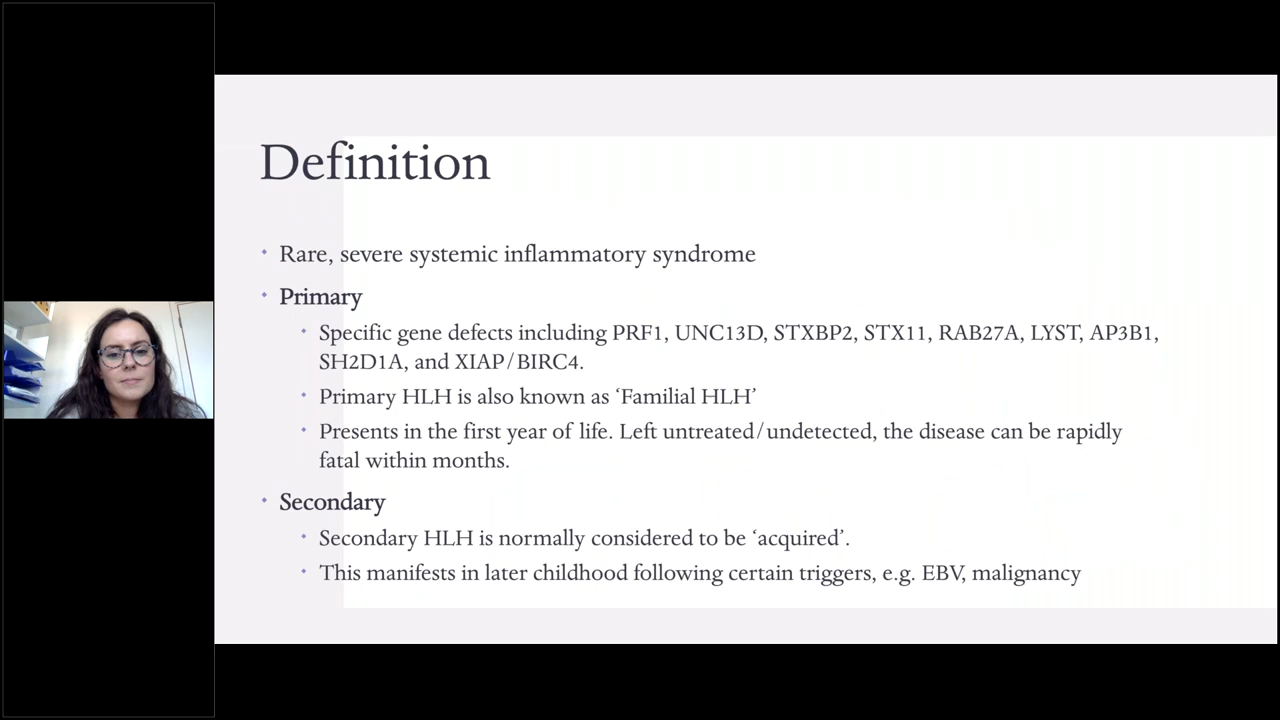 Definition
Rare, severe systemic inflammatory syndrome
Primary
Specific gene defects including PRF1, UNC13D, STXBP2, STX11, RAB27A, LYST, AP3B1,
SH2D1A, and XIAP/BIRC4.
Primary HLH is also known as ‘Familial HLH’
Presents in the first year of life. Left untreated/undetected, the disease can be rapidly
fatal within months.
Secondary
Secondary HLH is normally considered to be ‘acquired’.
This manifests in later childhood following certain triggers, e.g. EBV, malignancy